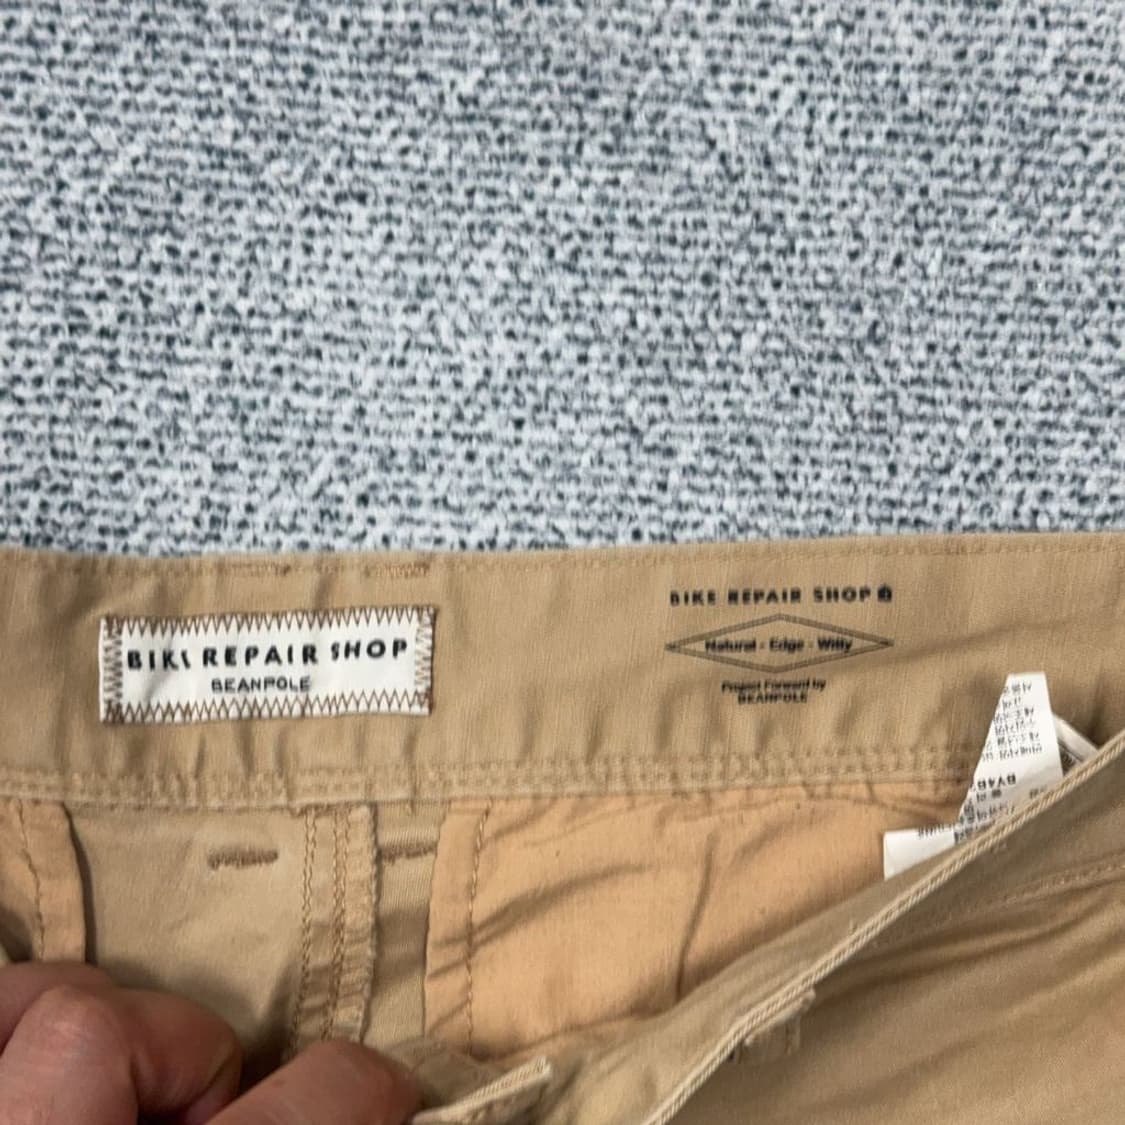 BIKE REPAIR SHOP
BEANPOLE
BIKE REPAIR SHOP
Natural - Edge - Witty
Project Forward by
BEANPOLE